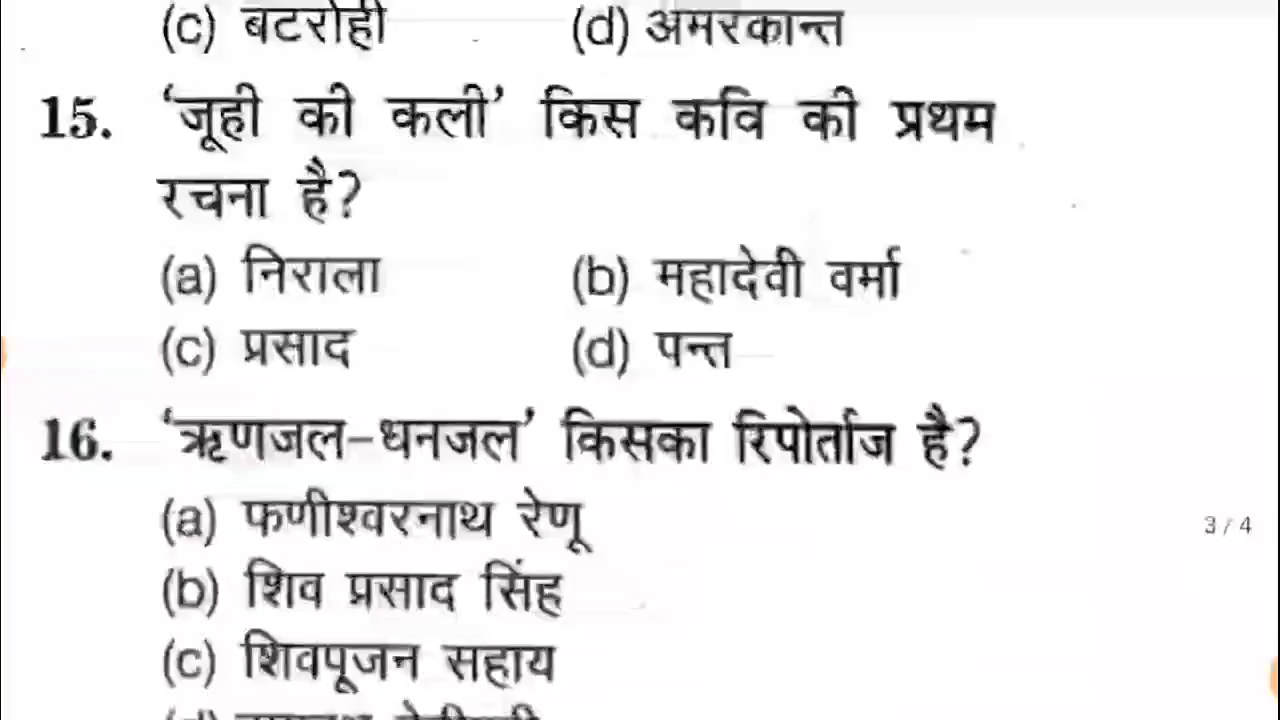 (c) बटरोही (d) अमरकान्त
15. ‘जूही की कली’ किस कवि की प्रथम
रचना है?
(a) निराला (b) महादेवी वर्मा
(c) प्रसाद (d) पन्त
16. ‘ऋणजल-धनजल’ किसका रिपोर्ताज है?
(a) फणीश्वरनाथ रेणू
3 / 4
(b) शिव प्रसाद सिंह
(c) शिवपूजन सहाय
(d)